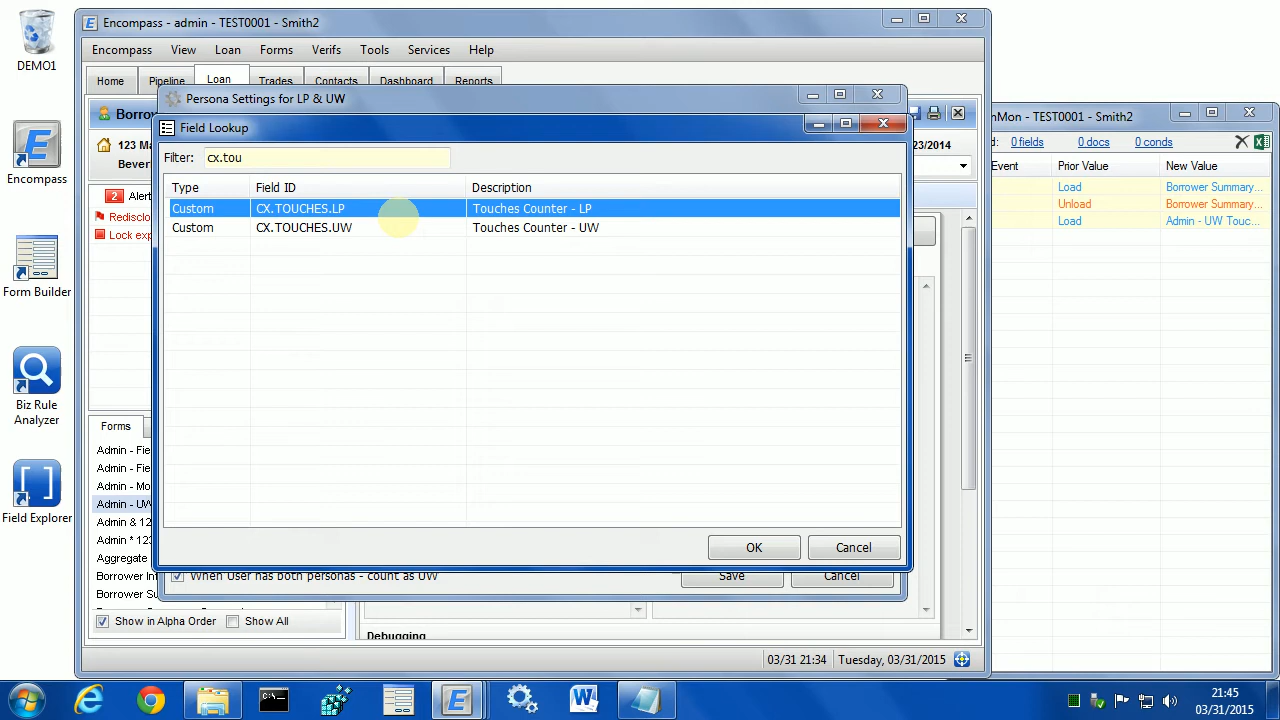 DEMO1
Encompass
Form Builder
Biz Rule
Analyzer
Field Explorer
Encompass - admin - TEST0001 - Smith2
Encompass View Loan Forms Verifs Tools Services Help
Home Pipeline Loan Trades Contacts Dashboard Reports
Persona Settings for LP & UW
Field Lookup
Filter: cx.tou
Type Field ID Description
Custom CX.TOUCHES.LP Touches Counter - LP
Custom CX.TOUCHES.UW Touches Counter - UW
OK Cancel
When User has both personas - count as UW Save Cancel
Debugging
123 Ma
Bever
2 Alert
Redisclo
Lock exp
23/2014
Forms
Admin - Fie
Admin - Fie
Admin - Mo
Admin - UW
Admin & 12
Admin * 123
Aggregate
Borrower In
Borrower Su
Show in Alpha Order Show All
03/31 21:34 Tuesday, 03/31/2015
nMon - TEST0001 - Smith2
d: 0 fields 0 docs 0 conds
Event Prior Value New Value
Load Borrower Summary...
Unload Borrower Summary...
Load Admin - UW Touc...
21:45
03/31/2015